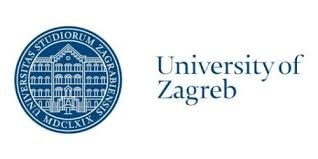 UNIVERSITAS STUDIORUM ZAGRABIENSIS
MDCLXIX
University of
Zagreb